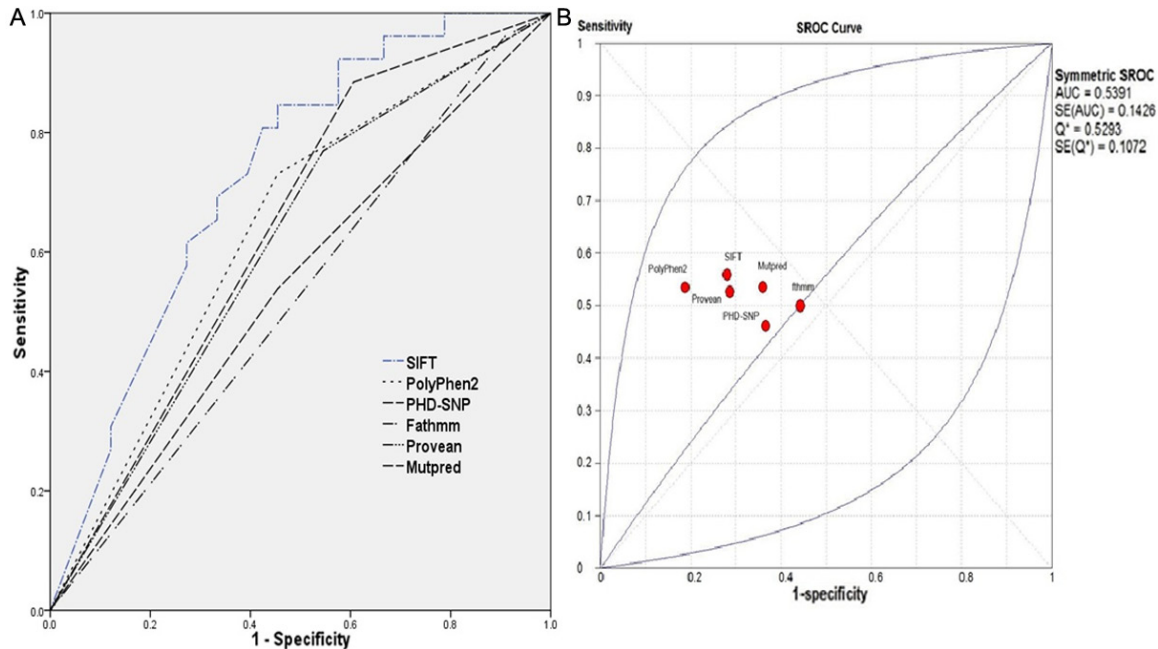 A
1.0
0.8
0.6
0.4
0.2
0.0
Sensitivity
SIFT
PolyPhen2
PHD-SNP
Fathmm
Provean
Mutpred
0.0 0.2 0.4 0.6 0.8 1.0
1 - Specificity
B
Sensitivity
SROC Curve
1
0.9
0.8
0.7
0.6
0.5
0.4
0.3
0.2
0.1
0
Symmetric SROC
AUC = 0.5391
SE(AUC) = 0.1426
Q* = 0.5293
SE(Q*) = 0.1072
SIFT
PolyPhen2
Mutpred
Provean
fthmm
PHD-SNP
0 0.2 0.4 0.6 0.8 1
1-specificity